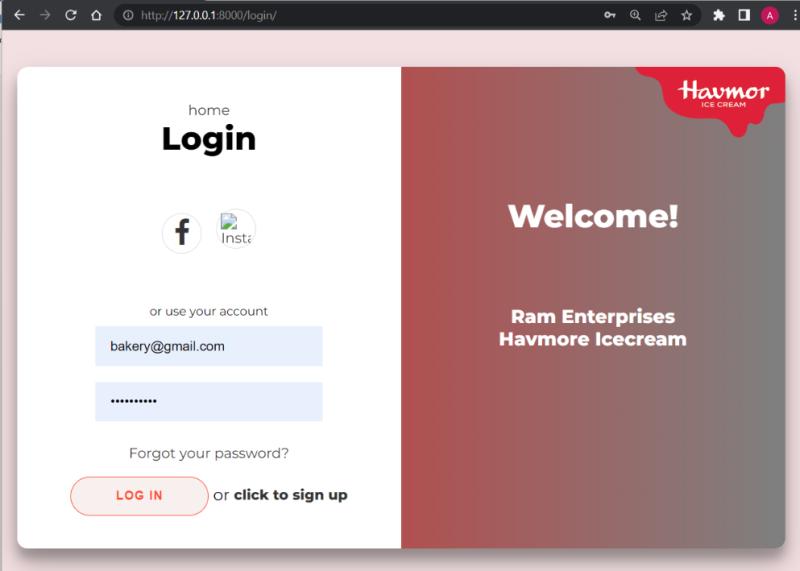 http://127.0.0.1:8000/login/
A
home
Login
Insta
or use your account
bakery@gmail.com
••••••••••
Forgot your password?
LOG IN or click to sign up
Havmor
ICE CREAM
Welcome!
Ram Enterprises
Havmore Icecream